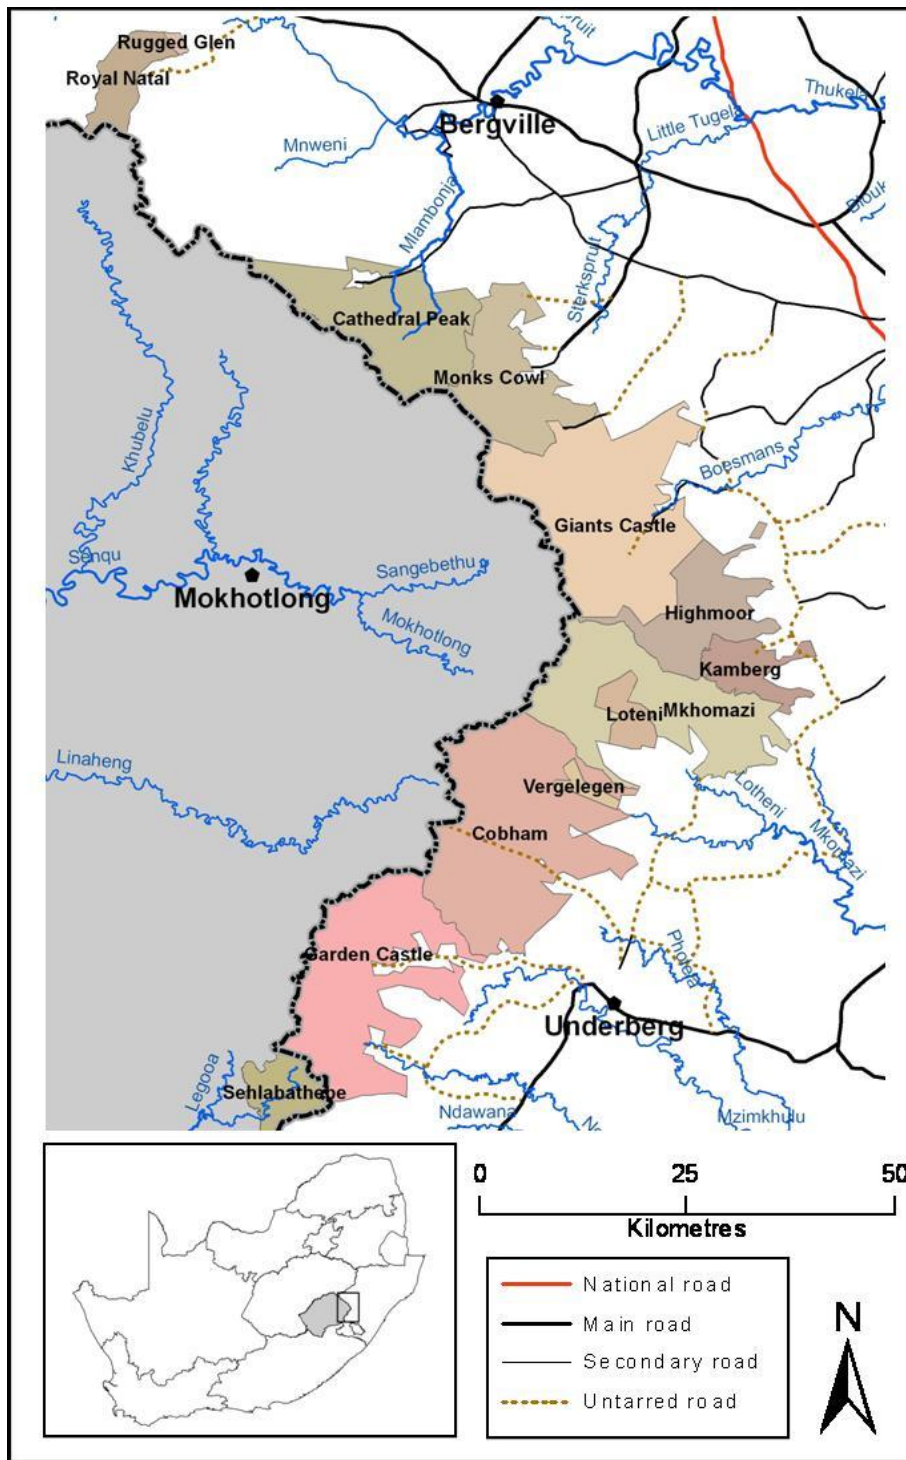 Rugged Glen
Royal Natal
Bergville
Thukela
Little Tugela
Mnweni
Mlambonja
Sterkspruit
Cathedral Peak
Monks Cowl
Khubelu
Boesmans
Giants Castle
Senqu
Sangebethu
Mokhotlong
Mokhotlong
Highmoor
Kamberg
Loteni
Mkhomazi
Linaheng
Vergelegen
Lotheni
Cobham
Mkomazi
Garden Castle
Pholela
Underberg
Legooa
Sehlabathebe
Ndawana
Mzimkhulu
0 25 50
Kilometres
National road
Main road
Secondary road
Untarred road
N